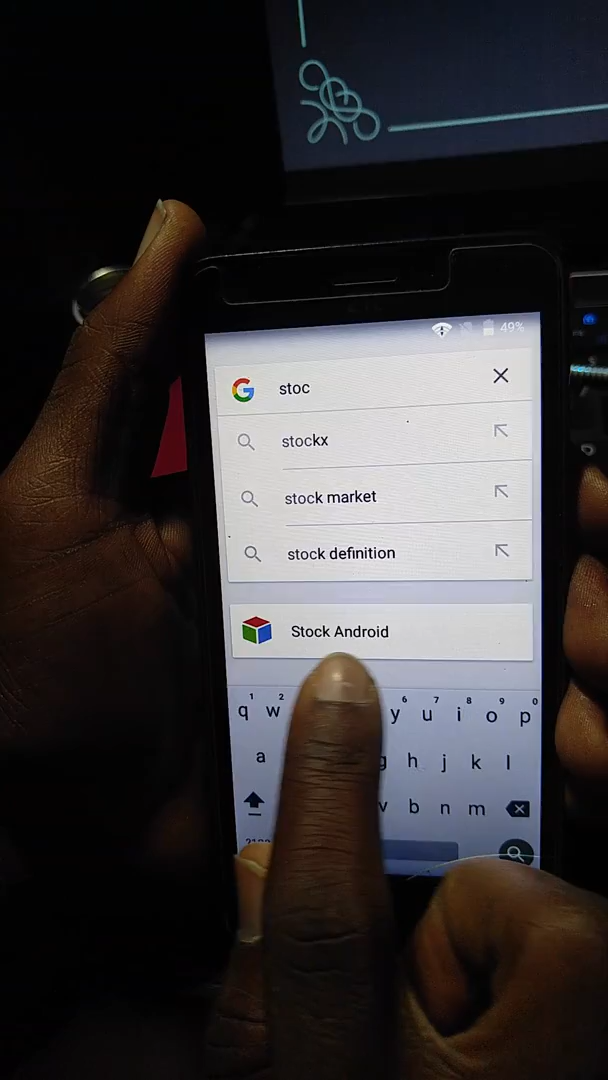 49%
stoc
stockx
stock market
stock definition
Stock Android
1 2 6 7 8 9 0
q w y u i o p
a g h j k l
v b n m